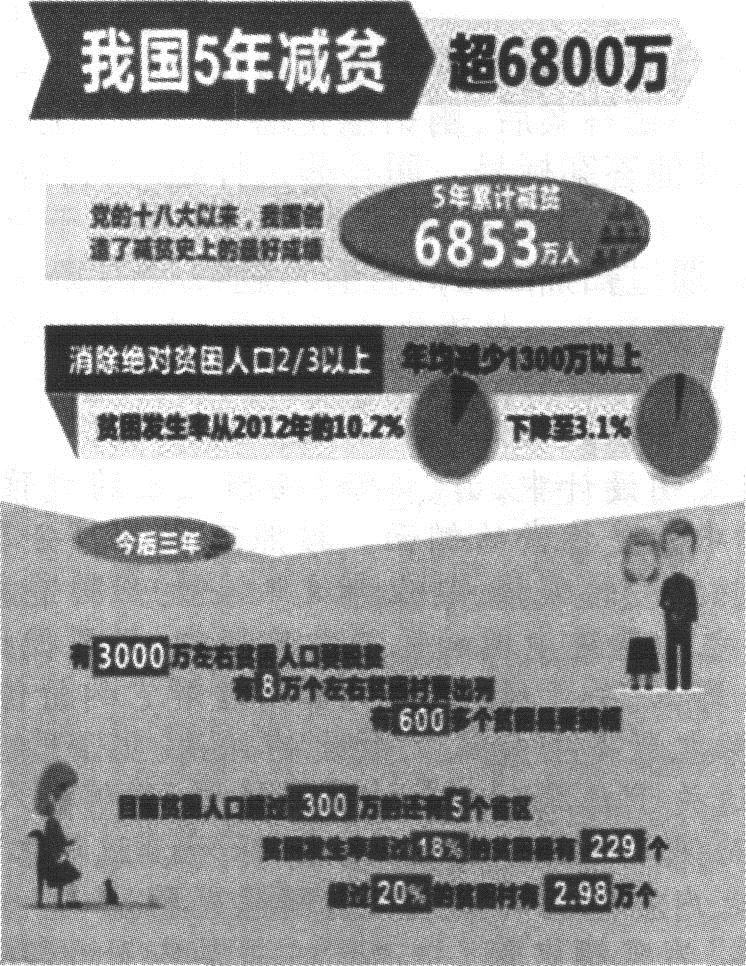 我国5年减贫 超6800万
党的十八大以来，我国创
造了减贫史上的最好成绩
5年累计减贫
6853万人
消除绝对贫困人口2/3以上 年均减少1300万以上
贫困发生率从2012年的10.2% 下降至3.1%
今后三年
有3000万左右贫困人口要脱贫
有8万个左右贫困村要出列
有600多个贫困县要摘帽
目前贫困人口超过300万的还有5个省区
贫困发生率超过18%的贫困县有229个
超过20%的贫困村有2.98万个